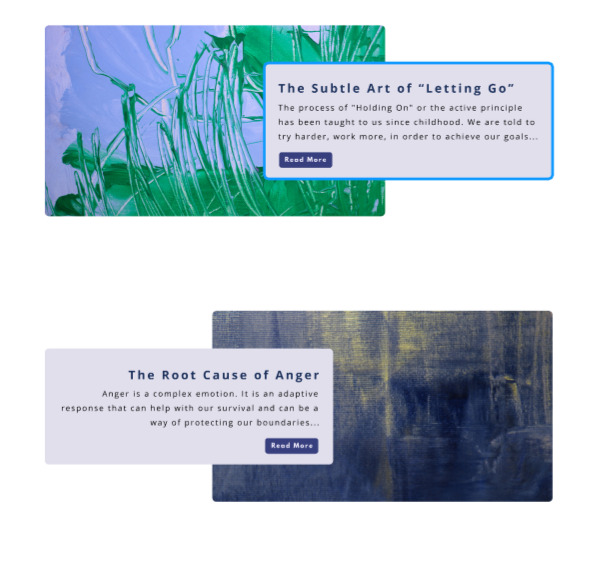 The Subtle Art of “Letting Go”
The process of "Holding On" or the active principle
has been taught to us since childhood. We are told to
try harder, work more, in order to achieve our goals...
Read More
The Root Cause of Anger
Anger is a complex emotion. It is an adaptive
response that can help with our survival and can be a
way of protecting our boundaries...
Read More